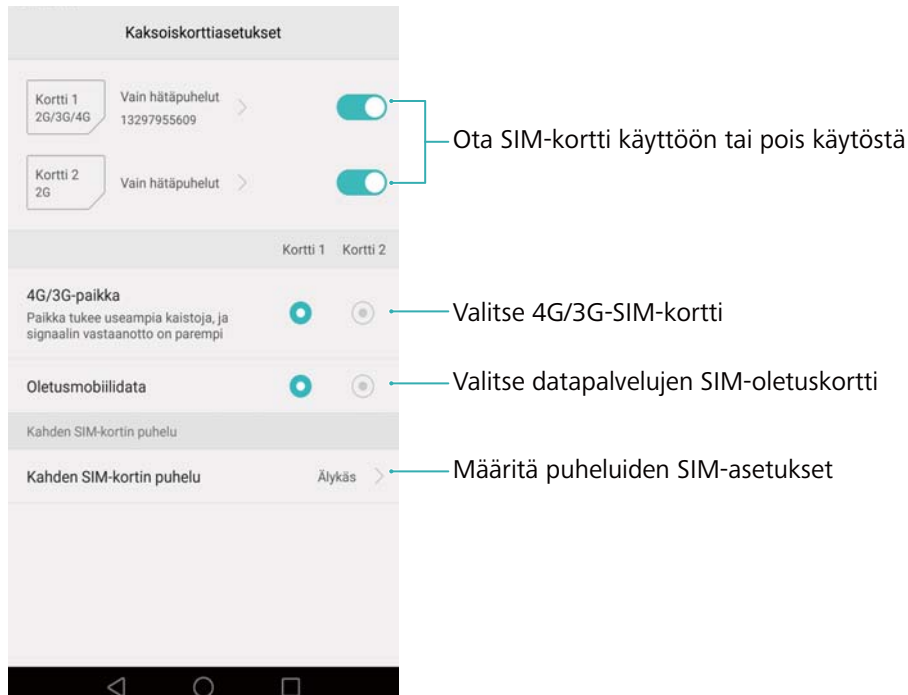 Kaksoiskorttiasetukset
Kortti 1
2G/3G/4G
Vain hätäpuhelut
13297955609
Ota SIM-kortti käyttöön tai pois käytöstä
Kortti 2
2G
Vain hätäpuhelut
Kortti 1 Kortti 2
4G/3G-paikka
Paikka tukee useampia kaistoja, ja
signaalin vastaanotto on parempi
Valitse 4G/3G-SIM-kortti
Oletusmobiilidata
Valitse datapalvelujen SIM-oletuskortti
Kahden SIM-kortin puhelu
Kahden SIM-kortin puhelu Älykäs
Määritä puheluiden SIM-asetukset